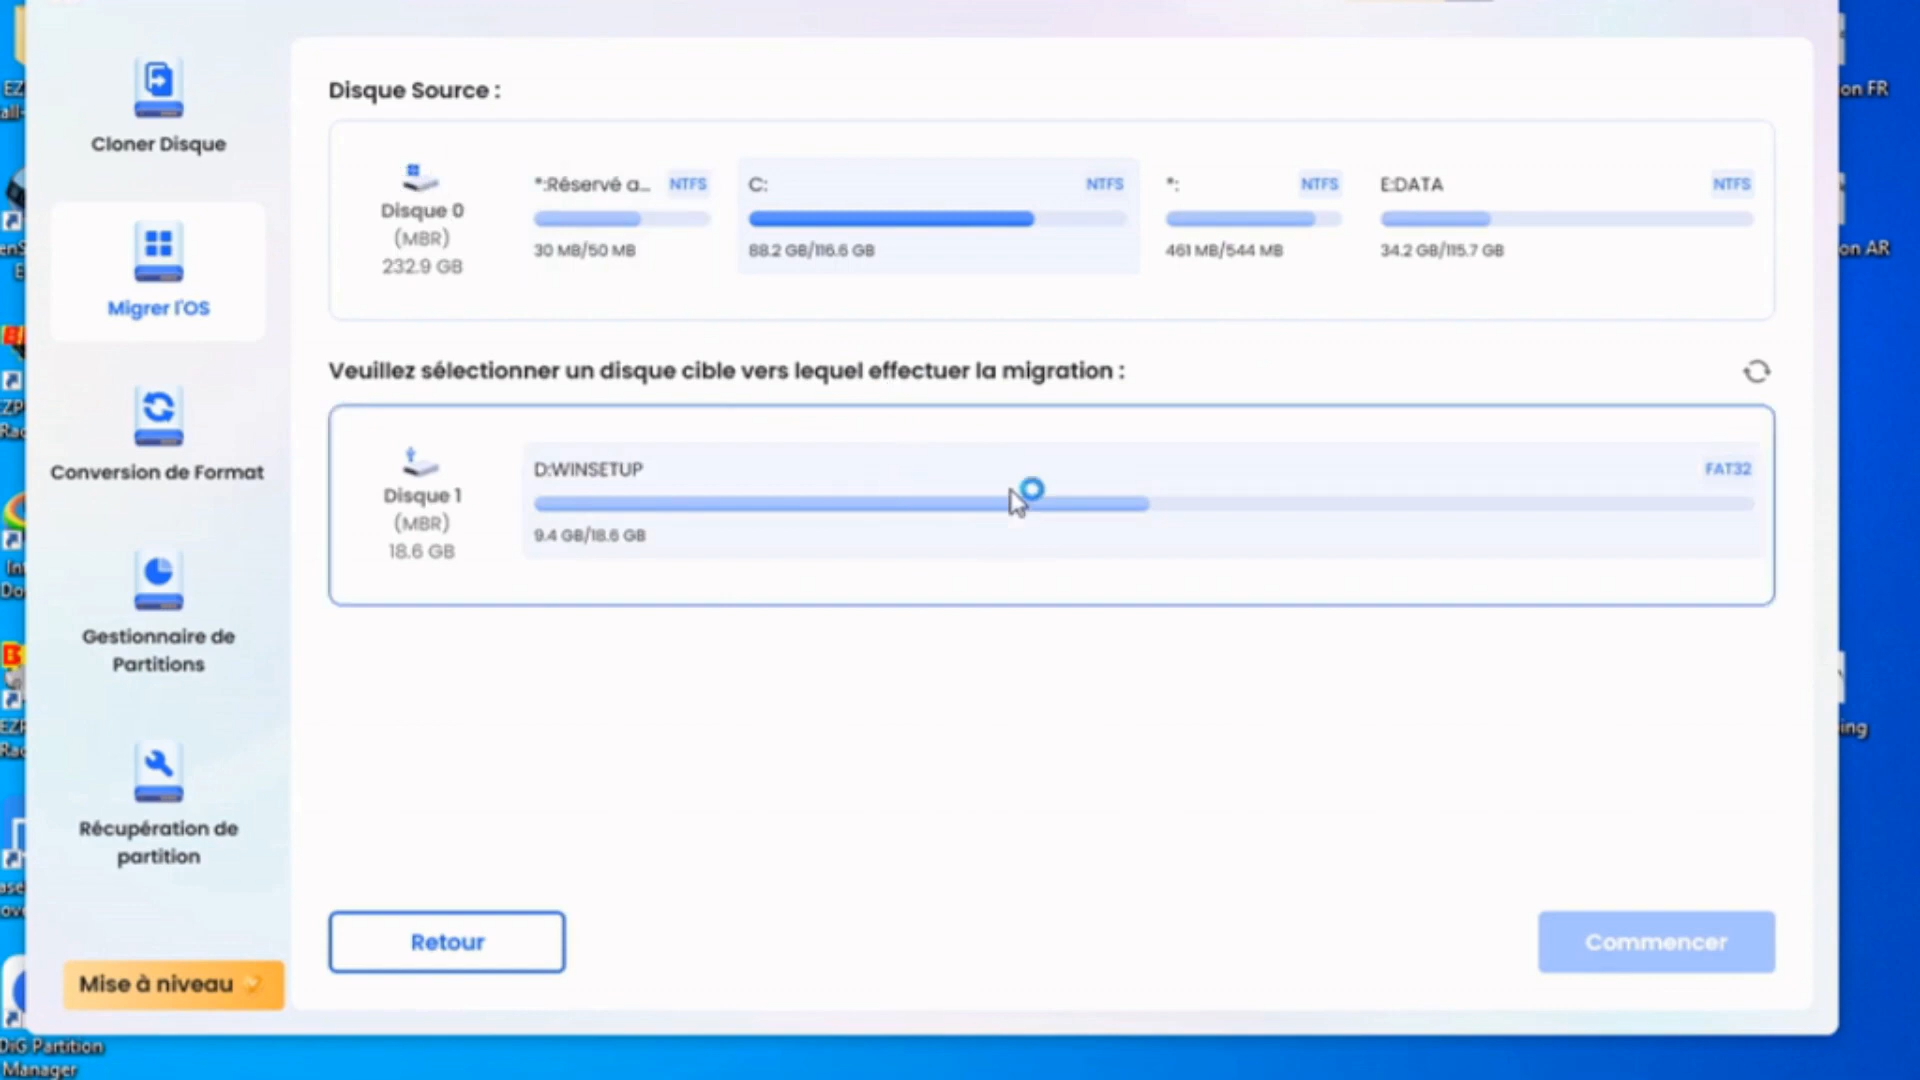 Disque Source :
Cloner Disque
Migrer l'OS
Conversion de Format
Gestionnaire de
Partitions
Récupération de
partition
Mise à niveau
Disque 0
(MBR)
232.9 GB
*:Réservé a... NTFS
30 MB/50 MB
C: NTFS
88.2 GB/116.6 GB
*: NTFS
461 MB/544 MB
E:DATA NTFS
34.2 GB/115.7 GB
Veuillez sélectionner un disque cible vers lequel effectuer la migration :
Disque 1
(MBR)
18.6 GB
D:WINSETUP FAT32
9.4 GB/18.6 GB
Retour
Commencer
on FR
on AR
ing
DiG Partition
Manager